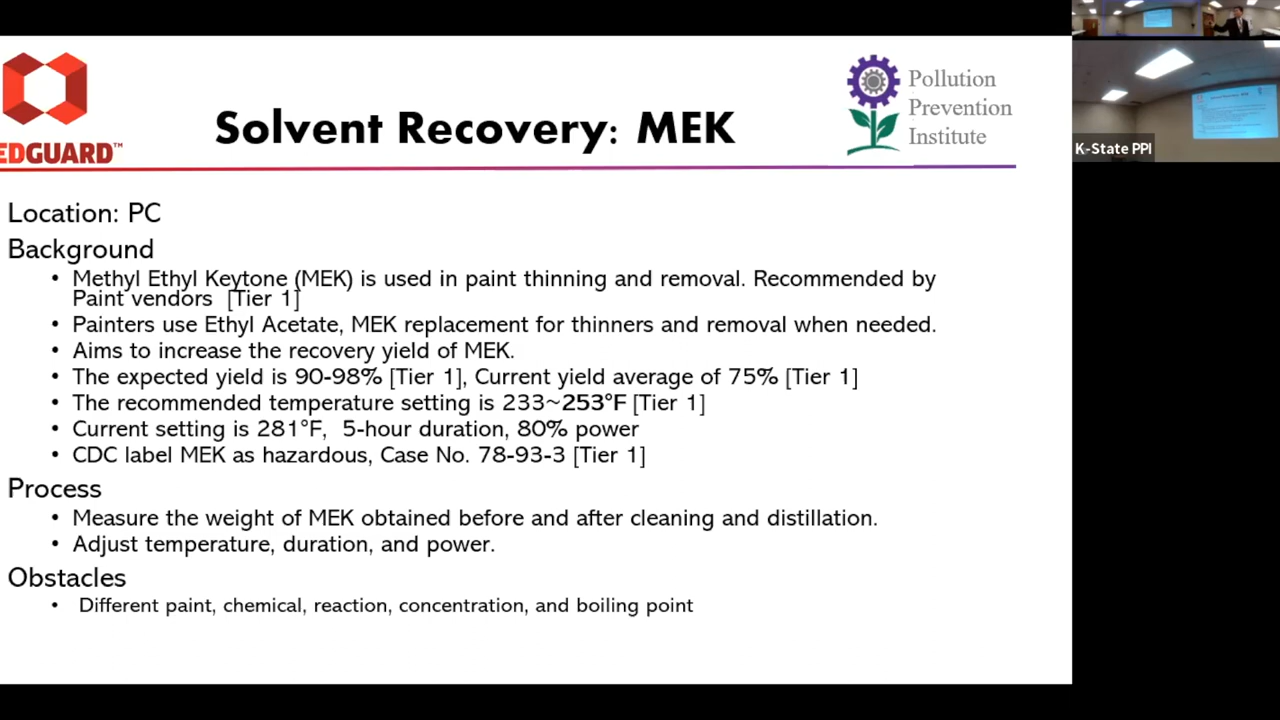 EDGUARD™
Solvent Recovery: MEK
Pollution
Prevention
Institute
K-State PPI
Location: PC
Background
• Methyl Ethyl Keytone (MEK) is used in paint thinning and removal. Recommended by
Paint vendors [Tier 1]
• Painters use Ethyl Acetate, MEK replacement for thinners and removal when needed.
• Aims to increase the recovery yield of MEK.
• The expected yield is 90-98% [Tier 1], Current yield average of 75% [Tier 1]
• The recommended temperature setting is 233~253°F [Tier 1]
• Current setting is 281°F, 5-hour duration, 80% power
• CDC label MEK as hazardous, Case No. 78-93-3 [Tier 1]
Process
• Measure the weight of MEK obtained before and after cleaning and distillation.
• Adjust temperature, duration, and power.
Obstacles
• Different paint, chemical, reaction, concentration, and boiling point